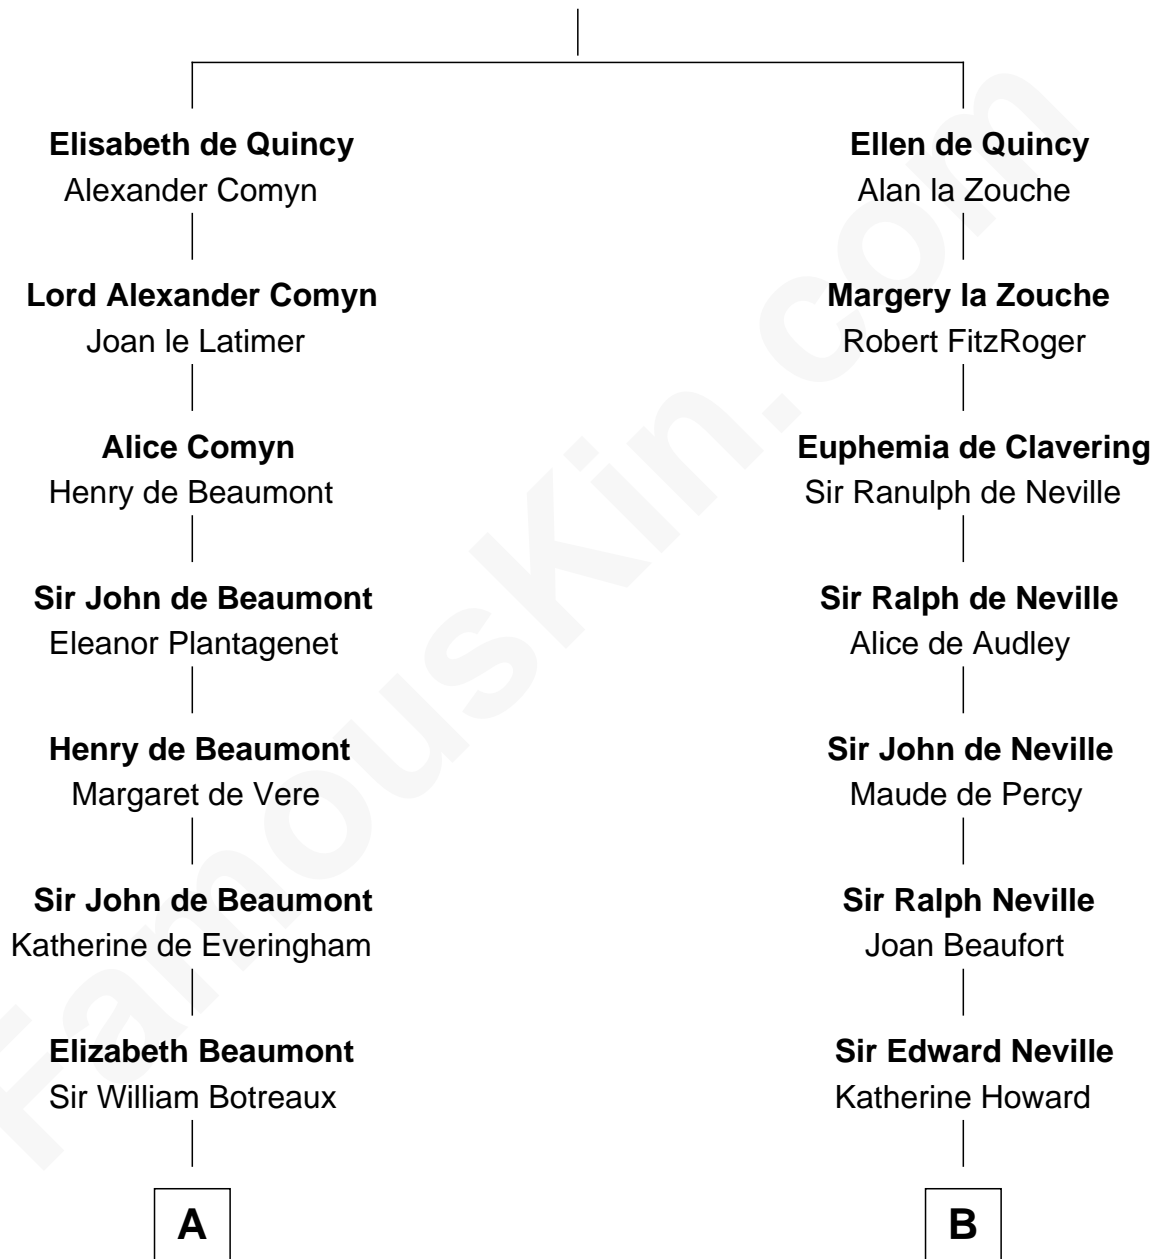 Elisabeth de Quincy
Alexander Comyn
Lord Alexander Comyn
Joan le Latimer
Alice Comyn
Henry de Beaumont
Sir John de Beaumont
Eleanor Plantagenet
Henry de Beaumont
Margaret de Vere
Sir John de Beaumont
Katherine de Everingham
Elizabeth Beaumont
Sir William Botreaux
A
Ellen de Quincy
Alan la Zouche
Margery la Zouche
Robert FitzRoger
Euphemia de Clavering
Sir Ranulph de Neville
Sir Ralph de Neville
Alice de Audley
Sir John de Neville
Maude de Percy
Sir Ralph Neville
Joan Beaufort
Sir Edward Neville
Katherine Howard
B
FamousKin.com